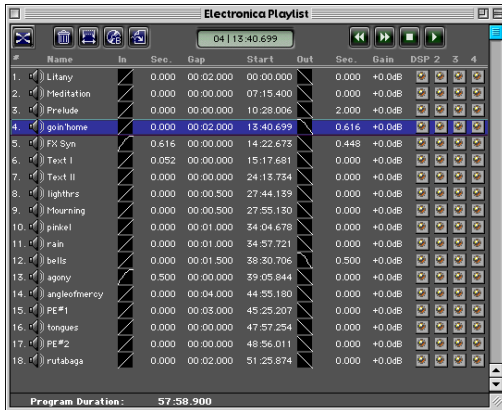 Electronica Playlist
04|13:40.699
# Name In Sec. Gap Start Out Sec. Gain DSP 2 3 4
1. Litany 0.000 00:02.000 00:00.000 0.000 +0.0dB
2. Meditation 0.000 00:00.000 07:15.400 0.000 +0.0dB
3. Prelude 0.000 00:00.000 10:28.006 2.000 +0.0dB
4. goin'home 0.000 00:02.000 13:40.699 0.616 +0.0dB
5. FX Syn 0.616 00:00.000 14:22.673 0.448 +0.0dB
6. Text I 0.052 00:00.000 15:17.681 0.000 +0.0dB
7. Text II 0.000 00:00.000 24:13.734 0.000 +0.0dB
8. lighthrs 0.000 00:00.500 27:44.139 0.000 +0.0dB
9. Mourning 0.000 00:00.500 27:55.130 0.000 +0.0dB
10. pinkel 0.000 00:01.000 34:04.678 0.000 +0.0dB
11. rain 0.000 00:01.000 34:57.721 0.000 +0.0dB
12. bells 0.000 00:01.500 38:30.706 0.500 +0.0dB
13. agony 0.500 00:00.000 39:05.844 0.000 +0.0dB
14. angleofmercy 0.000 00:04.000 44:55.180 0.000 +0.0dB
15. PE#1 0.000 00:03.000 45:25.207 0.000 +0.0dB
16. tongues 0.000 00:02.000 47:57.254 0.000 +0.0dB
17. PE#2 0.000 00:00.000 48:56.011 0.000 +0.0dB
18. rutabaga 0.000 00:02.000 51:25.874 0.000 +0.0dB
Program Duration: 57:58.900